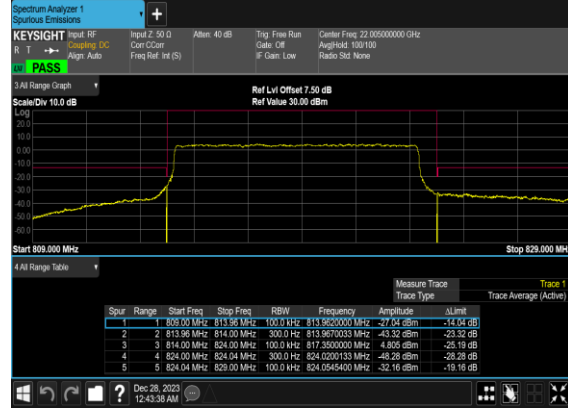 Spectrum Analyzer 1
Spurious Emissions
+
KEYSIGHT Input: RF Input Z: 50 Ω Atten: 40 dB Trig: Free Run Center Freq: 22.005000000 GHz
R T Coupling: DC Corr CCorr Gate: Off Avg|Hold: 100/100
Align: Auto Freq Ref: Int (S) IF Gain: Low Radio Std: None
PASS
3 All Range Graph Ref Lvl Offset 7.50 dB
Scale/Div 10.0 dB Ref Value 30.00 dBm
Log
20.0
10.0
0.00
-10.0
-20.0
-30.0
-40.0
-50.0
-60.0
Start 809.000 MHz Stop 829.000 MH
4 All Range Table
Measure Trace Trace 1
Trace Type Trace Average (Active)
Spur Range Start Freq Stop Freq RBW Frequency Amplitude ΔLimit
1 1 809.00 MHz 813.96 MHz 100.0 kHz 813.9620000 MHz -27.04 dBm -14.04 dB
2 2 813.96 MHz 814.00 MHz 300.0 Hz 813.9670033 MHz -43.32 dBm -23.32 dB
3 3 814.00 MHz 824.00 MHz 100.0 kHz 817.3500000 MHz 4.805 dBm -25.19 dB
4 4 824.00 MHz 824.04 MHz 300.0 Hz 824.0200133 MHz -48.28 dBm -28.28 dB
5 5 824.04 MHz 829.00 MHz 100.0 kHz 824.0545400 MHz -32.16 dBm -19.16 dB
? Dec 28, 2023
12:43:38 AM